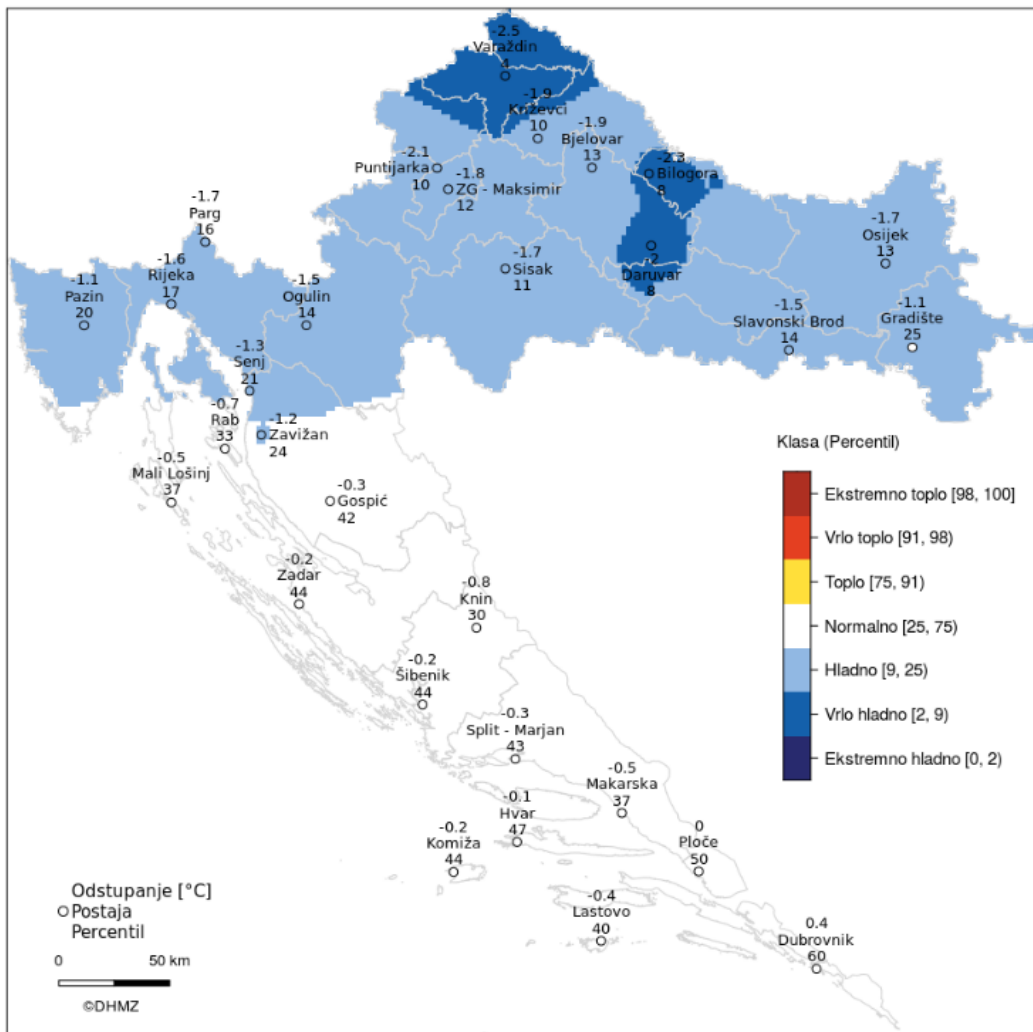 -2.5
Varaždin
4
-1.9
Križevci
10
-1.9
Bjelovar
13
-2.1
Puntijarka
10
-1.8
ZG - Maksimir
12
-2.3
Bilogora
8
-1.7
Parg
16
-1.7
Osijek
13
-1.6
Rijeka
17
-1.7
Sisak
11
-2
Daruvar
8
-1.1
Pazin
20
-1.5
Ogulin
14
-1.5
Slavonski Brod
14
-1.1
Gradište
25
-1.3
Senj
21
-0.7
Rab
33
-1.2
Zavižan
24
-0.5
Mali Lošinj
37
-0.3
Gospić
42
-0.2
Zadar
44
-0.8
Knin
30
-0.2
Šibenik
44
-0.3
Split - Marjan
43
-0.5
Makarska
37
-0.1
Hvar
47
-0.2
Komiža
44
0
Ploče
50
-0.4
Lastovo
40
0.4
Dubrovnik
60
Klasa (Percentil)
Ekstremno toplo [98, 100]
Vrlo toplo [91, 98)
Toplo [75, 91)
Normalno [25, 75)
Hladno [9, 25)
Vrlo hladno [2, 9)
Ekstremno hladno [0, 2)
Odstupanje [°C]
Postaja
Percentil
0 50 km
©DHMZ